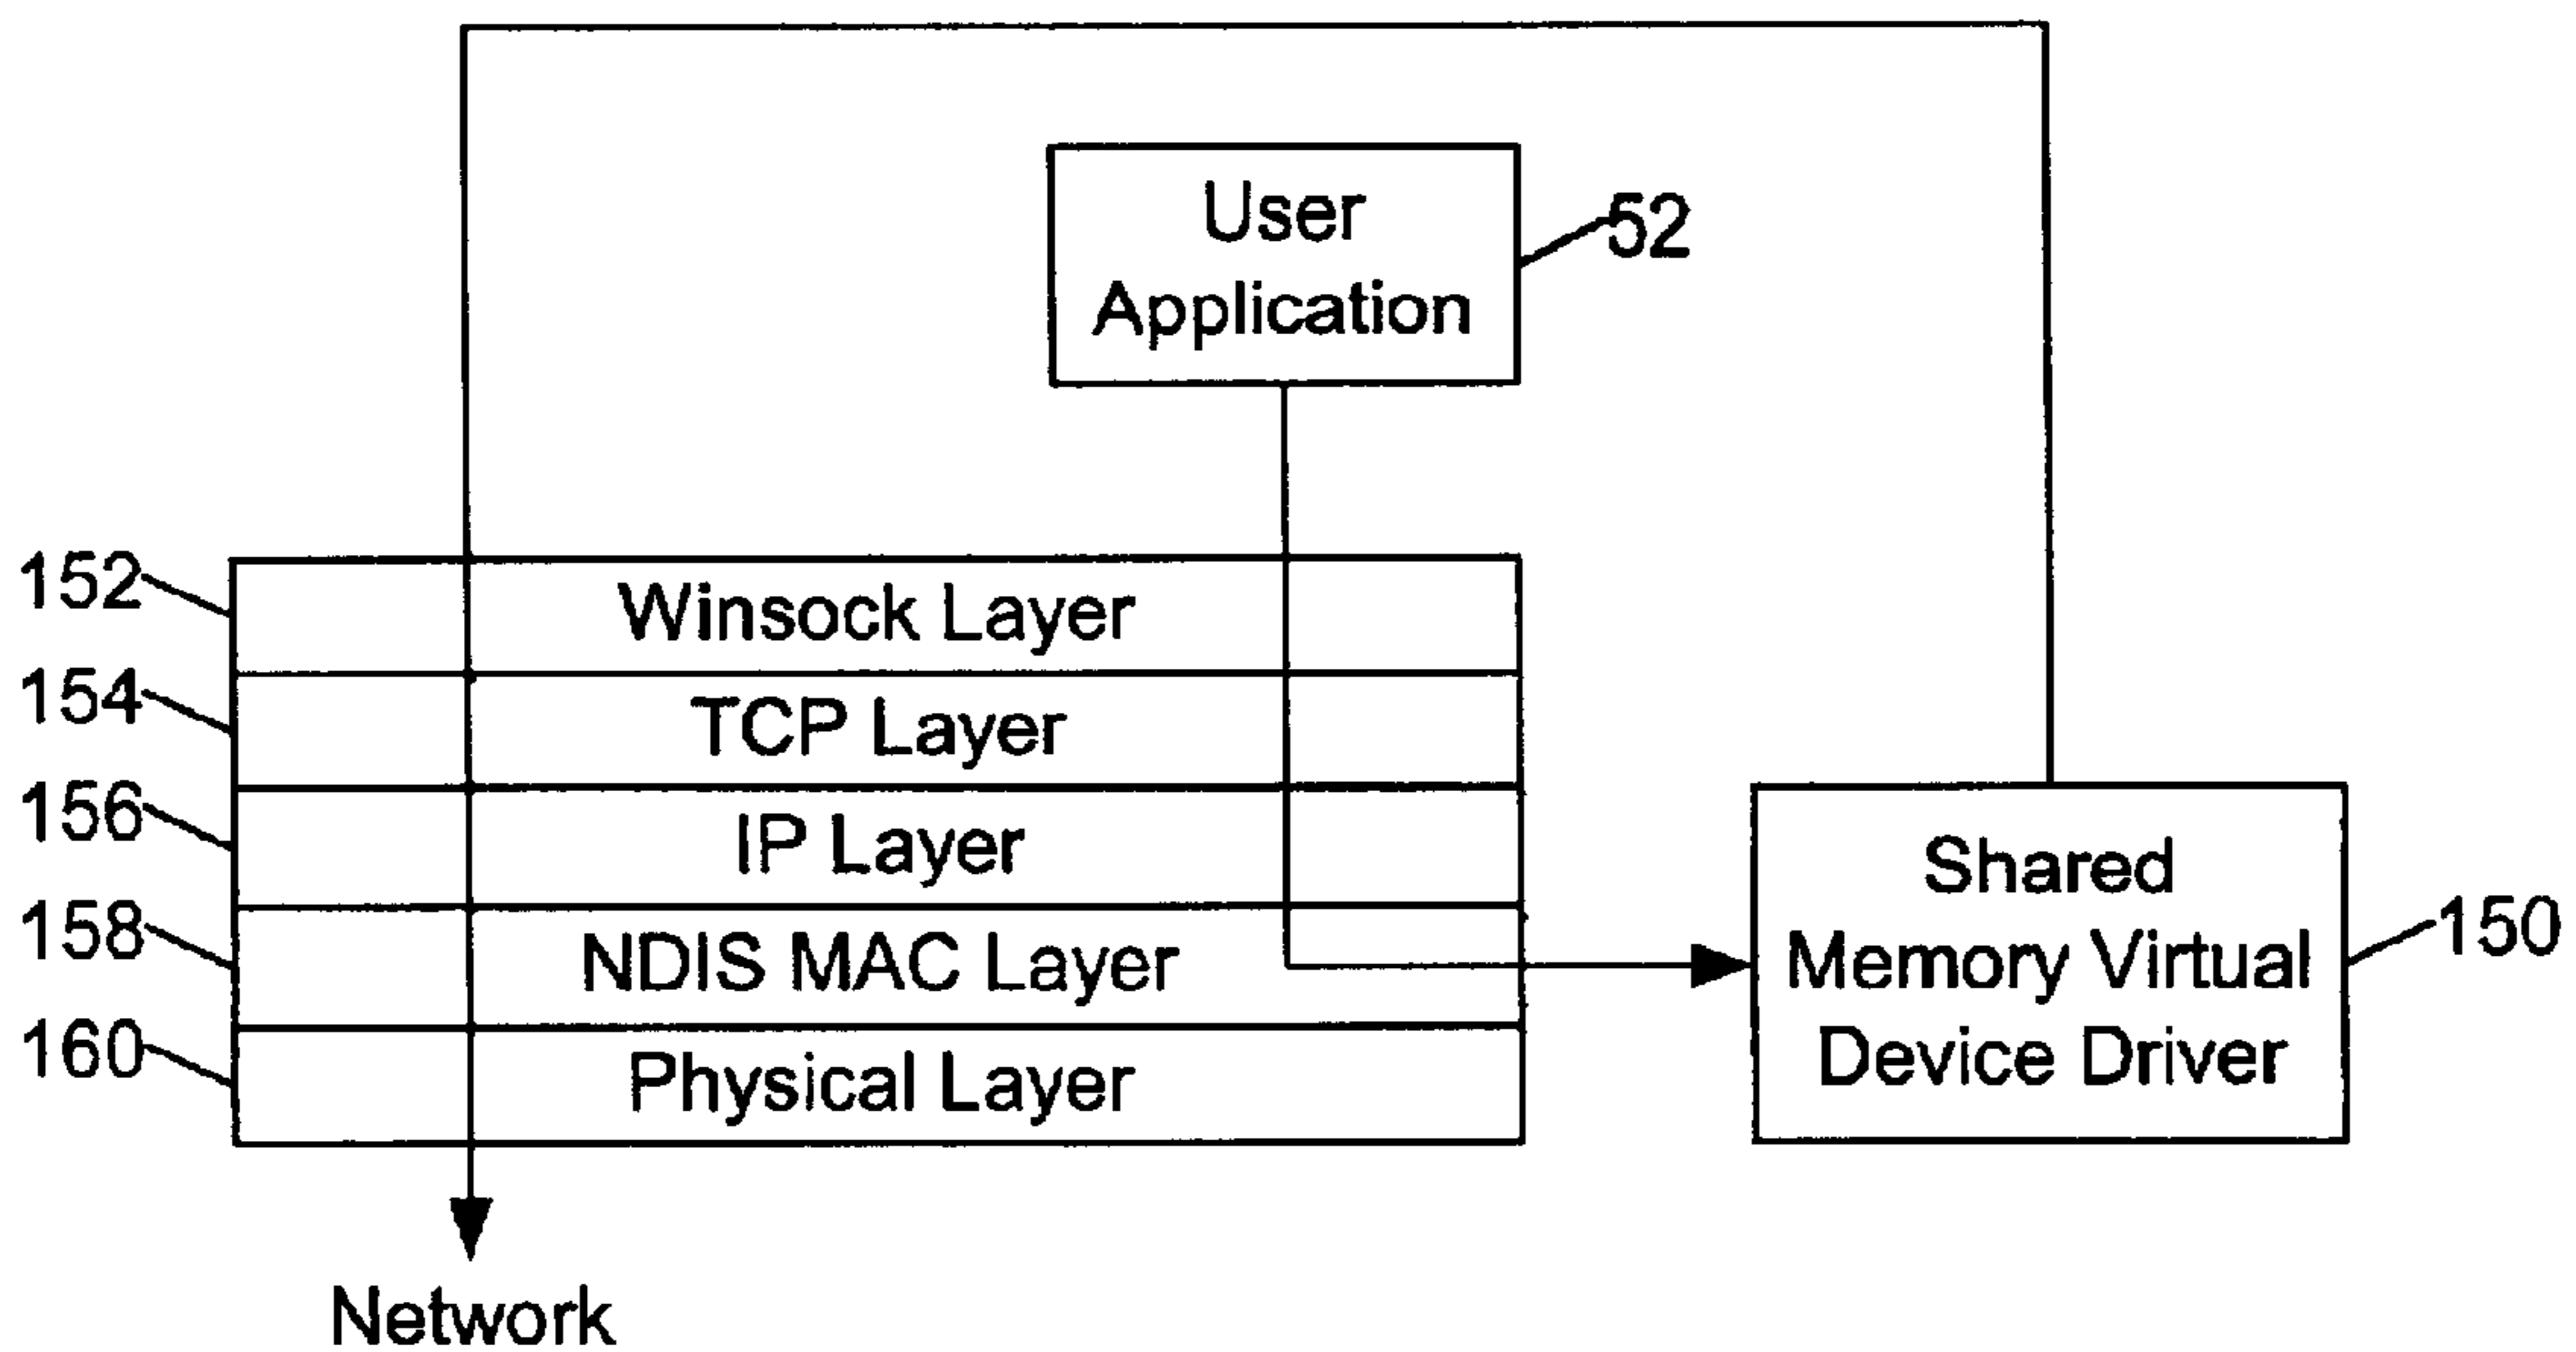 User
Application
52
152
Winsock Layer
154
TCP Layer
156
IP Layer
158
NDIS MAC Layer
160
Physical Layer
Shared
Memory Virtual
Device Driver
150
Network